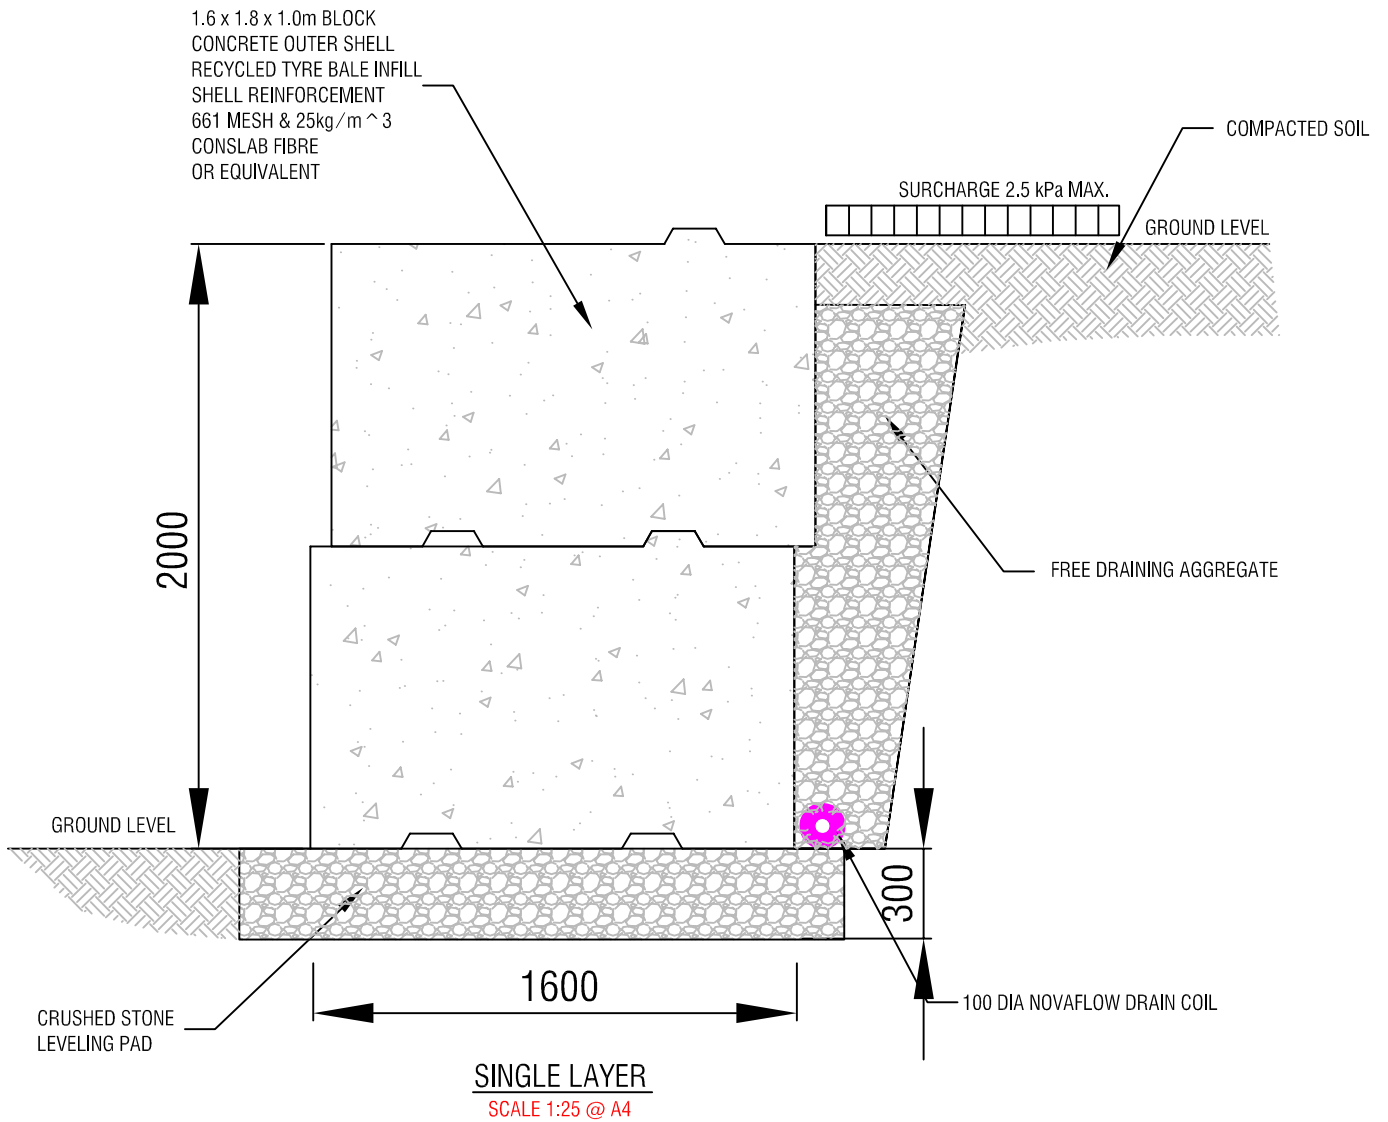 1.6 x 1.8 x 1.0m BLOCK
CONCRETE OUTER SHELL
RECYCLED TYRE BALE INFILL
SHELL REINFORCEMENT
661 MESH & 25kg/m^3
CONSLAB FIBRE
OR EQUIVALENT
COMPACTED SOIL
SURCHARGE 2.5 kPa MAX.
GROUND LEVEL
2000
FREE DRAINING AGGREGATE
GROUND LEVEL
300
1600
100 DIA NOVAFLOW DRAIN COIL
CRUSHED STONE
LEVELING PAD
SINGLE LAYER
SCALE 1:25 @ A4